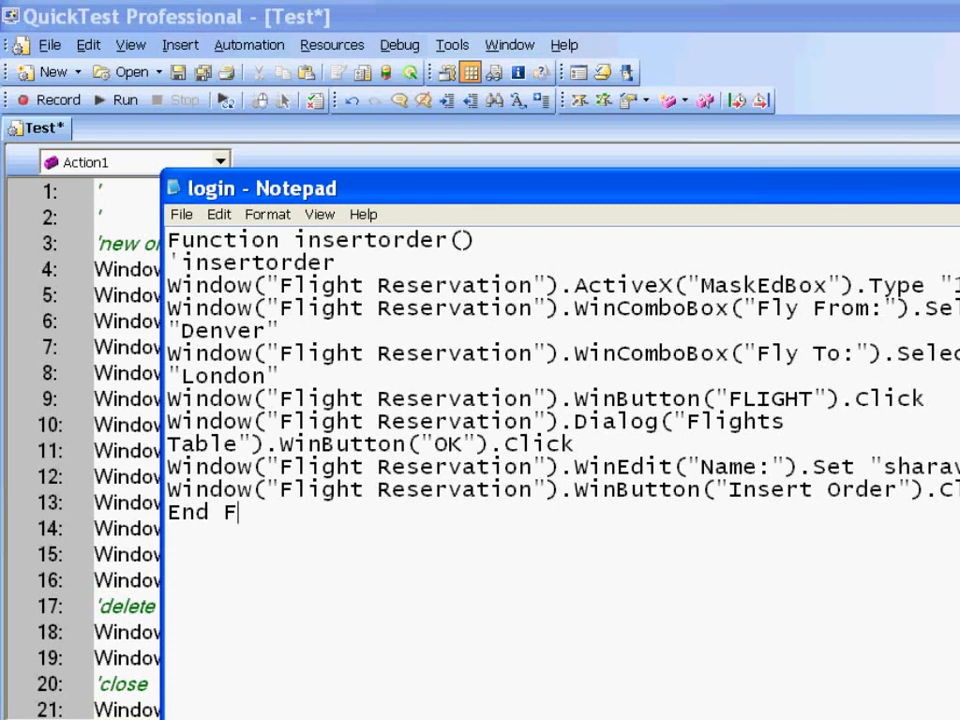 QuickTest Professional - [Test*]
File Edit View Insert Automation Resources Debug Tools Window Help
New Open
Record Run Stop
Test*
Action1
1: '
2: '
3: 'new
4: Window
5: Window
6: Window
7: Window
8: Window
9: Window
10: Window
11: Window
12: Window
13: Window
14: Window
15: Window
16: Window
17: 'delete
18: Window
19: Window
20: 'close
21: Window
login - Notepad
File Edit Format View Help
Function insertorder()
'insertorder
Window("Flight Reservation").ActiveX("MaskEdBox").Type "1
Window("Flight Reservation").WinComboBox("Fly From:").Sel
"Denver"
Window("Flight Reservation").WinComboBox("Fly To:").Selec
"London"
Window("Flight Reservation").WinButton("FLIGHT").Click
Window("Flight Reservation").Dialog("Flights
Table").WinButton("OK").Click
Window("Flight Reservation").WinEdit("Name:").Set "sharav
Window("Flight Reservation").WinButton("Insert Order").Cl
End F